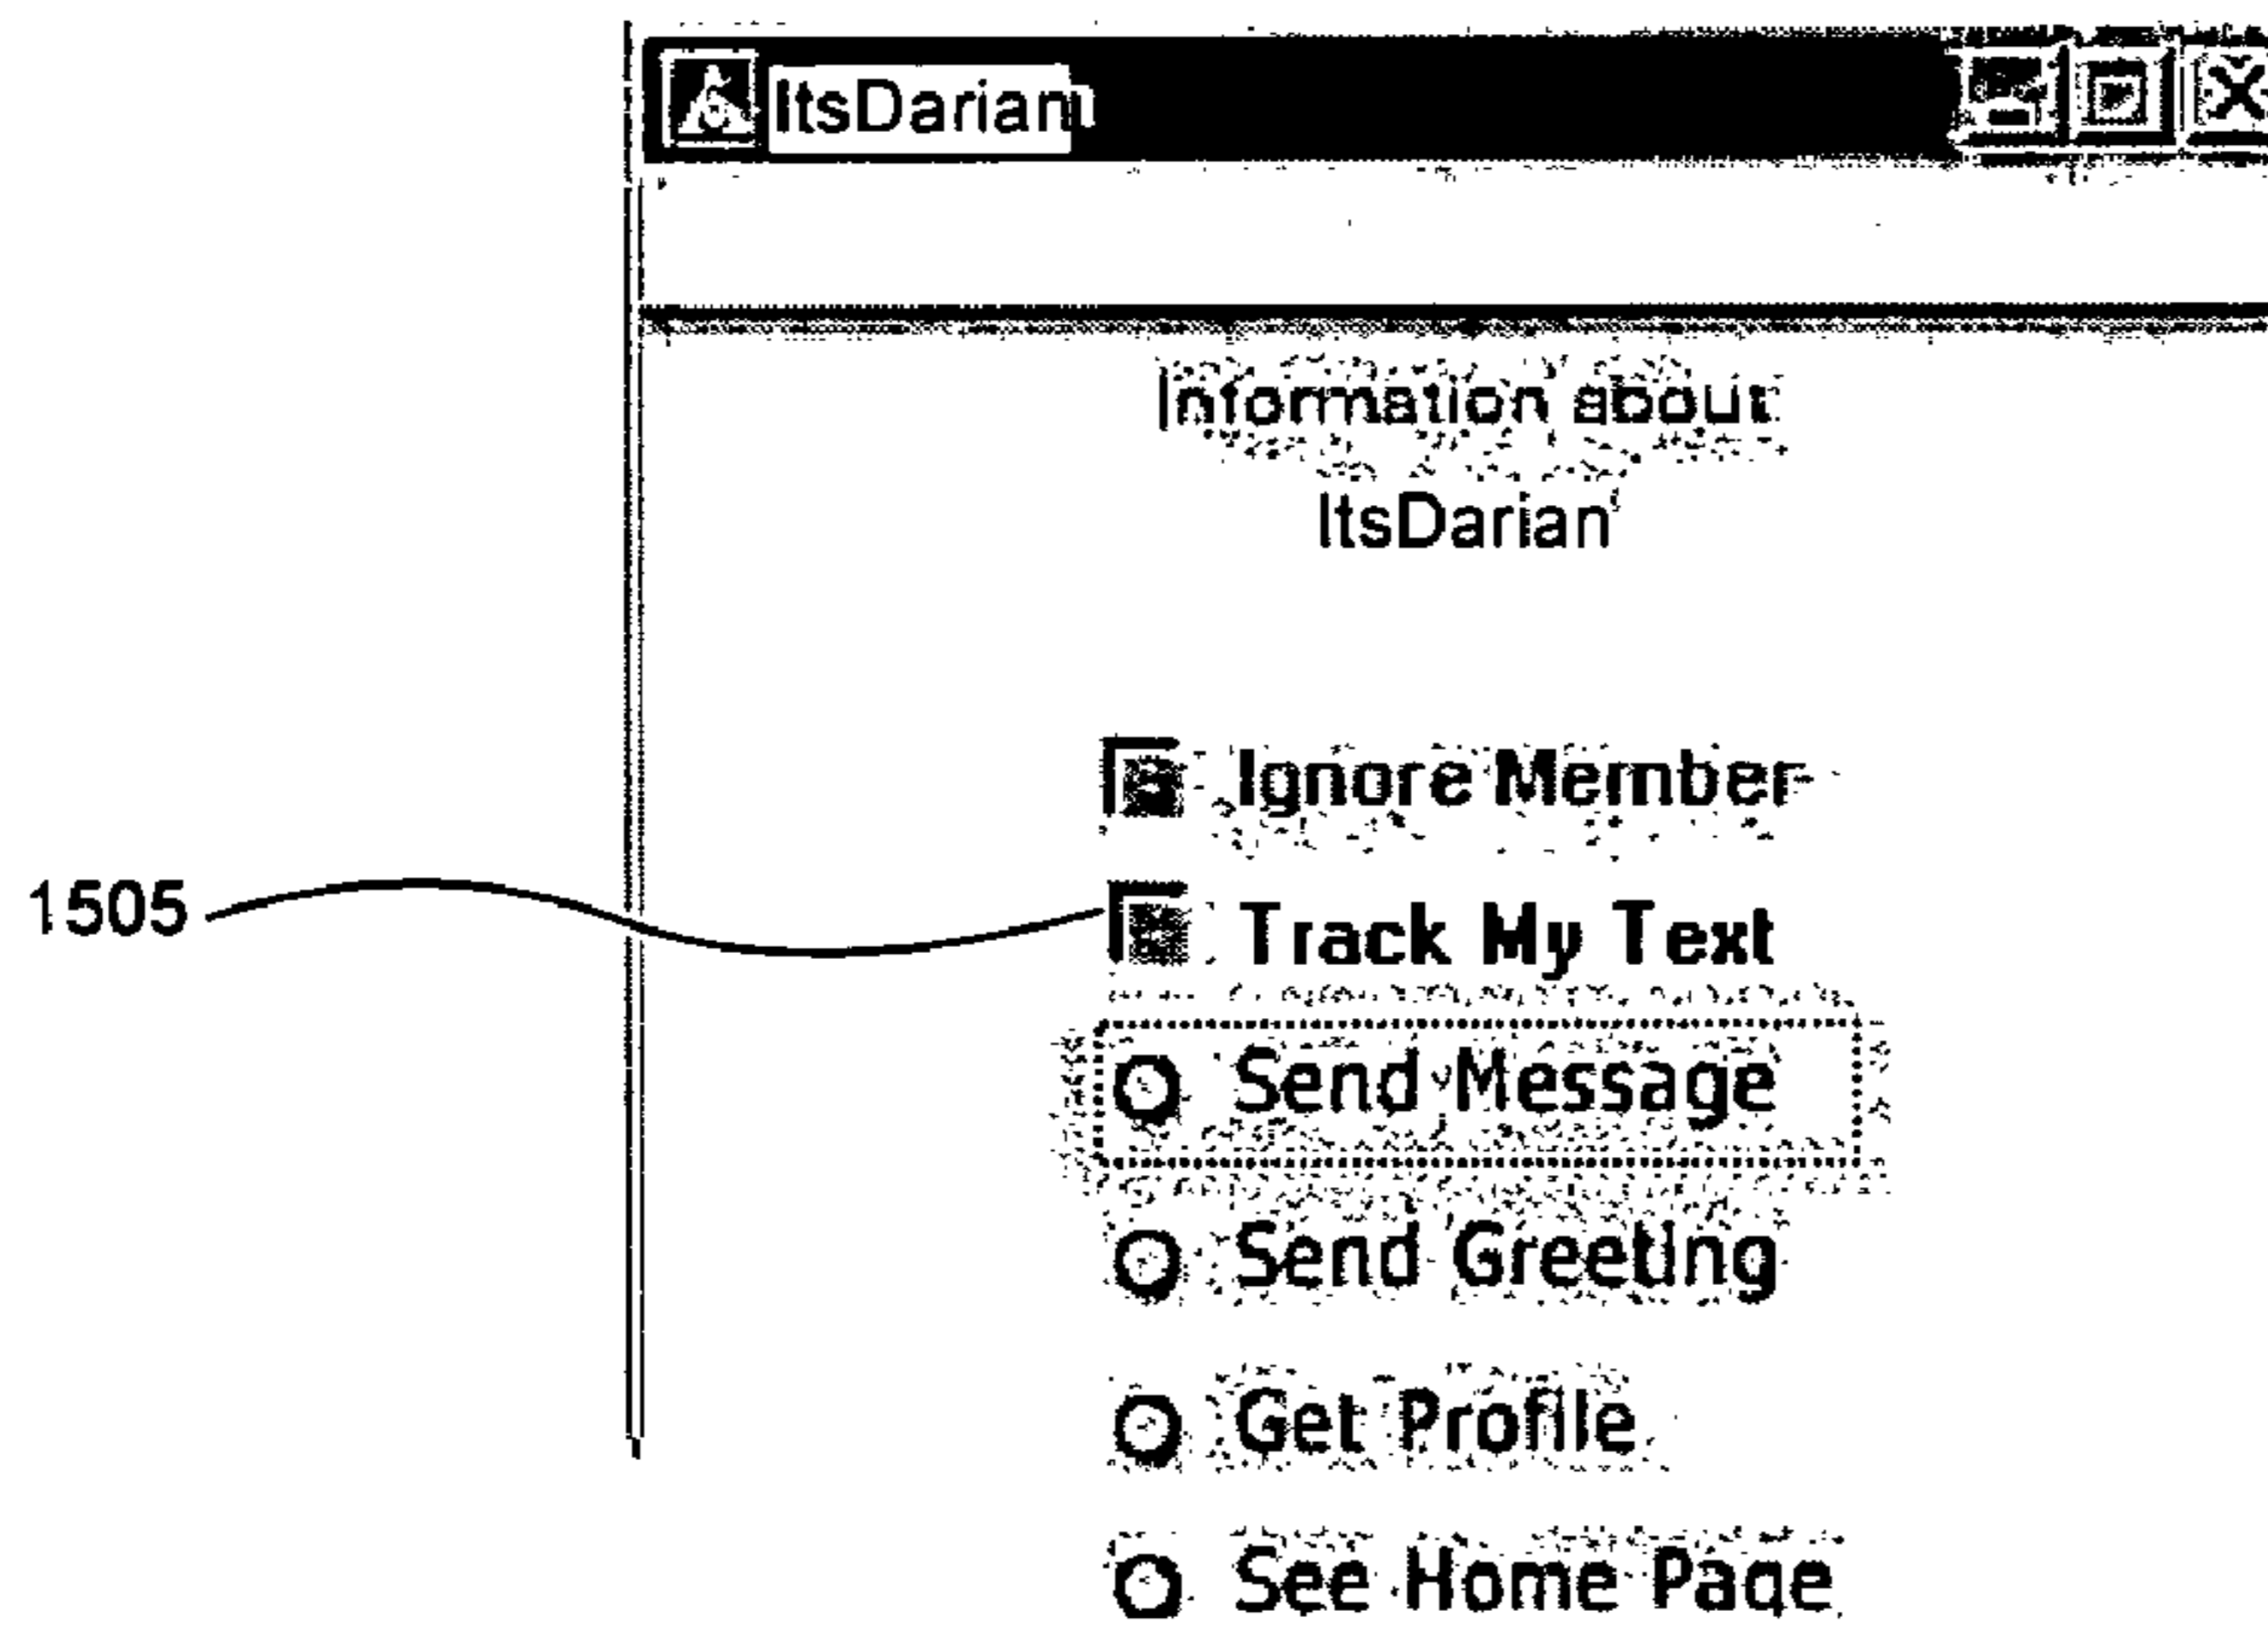 ItsDarian
Information about
ItsDarian
Ignore Member
1505
Track My Text
Send Message
Send Greeting
Get Profile
See Home Page